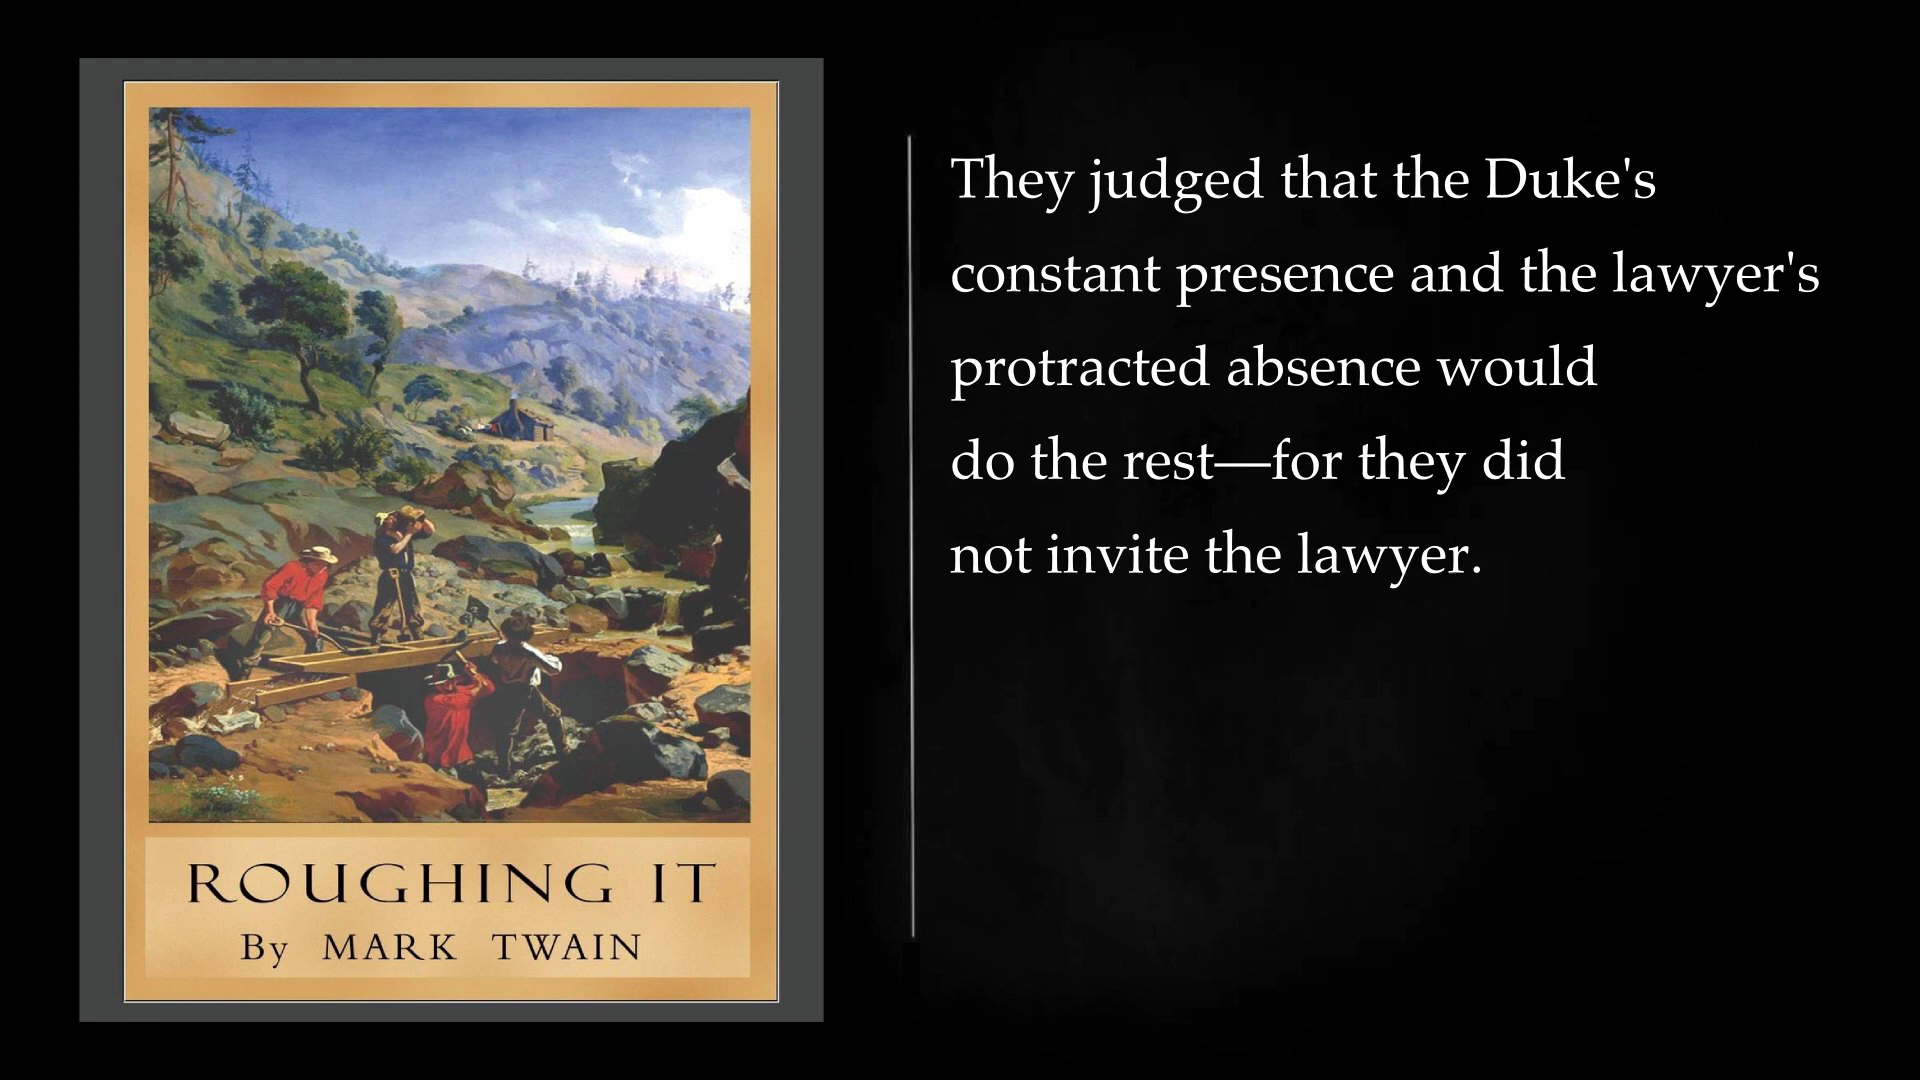 ROUGHING IT
By MARK TWAIN
They judged that the Duke's
constant presence and the lawyer's
protracted absence would
do the rest—for they did
not invite the lawyer.